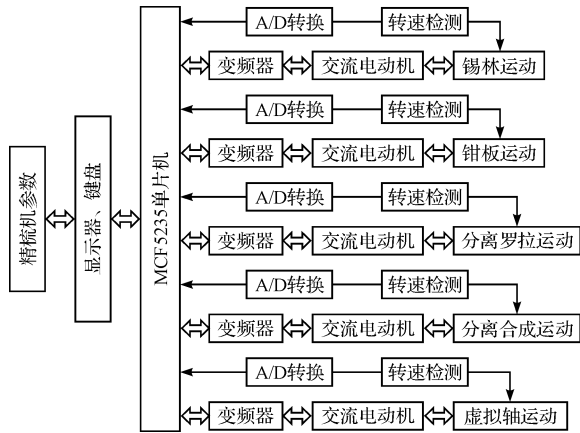 精梳机参数
显示器、键盘
MCF5235单片机
A/D转换 转速检测
变频器 交流电动机 锡林运动
A/D转换 转速检测
变频器 交流电动机 钳板运动
A/D转换 转速检测
变频器 交流电动机 分离罗拉运动
A/D转换 转速检测
变频器 交流电动机 分离合成运动
A/D转换 转速检测
变频器 交流电动机 虚拟轴运动